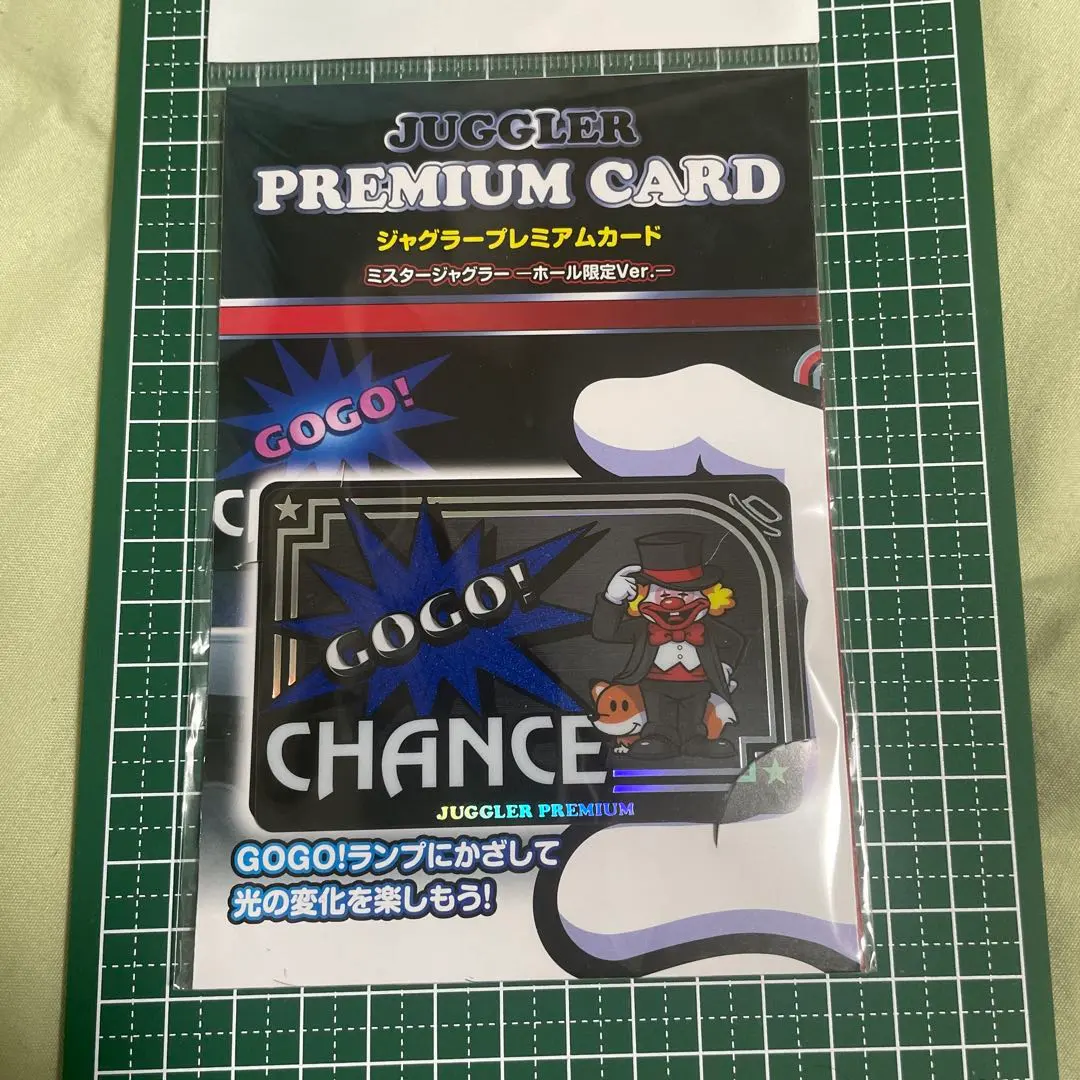 JUGGLER
PREMIUM CARD
ジャグラープレミアムカード
ミスタージャグラー ーホール限定Ver.ー
GOGO!
C
GOGO!
CHANCE
JUGGLER PREMIUM
GOGO!ランプにかざして
光の変化を楽しもう!